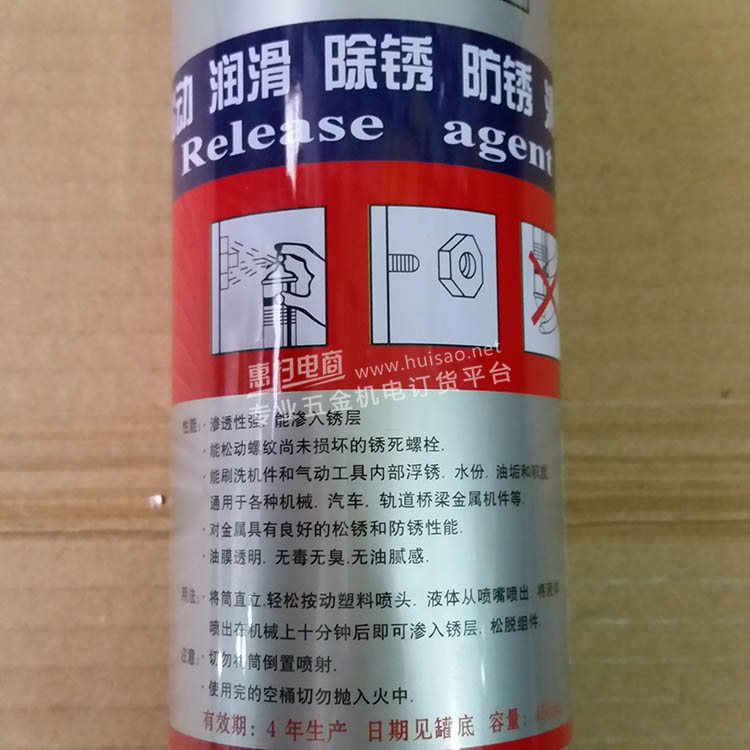 动 润滑 除锈 防锈
Release agent
惠扫电商 www.huisao.net
专业五金机电订货平台
性能:·渗透性强 能渗入锈层
·能松动螺纹尚未损坏的锈死螺栓.
·能刷洗机件和气动工具内部浮锈. 水份. 油垢和积
通用于各种机械. 汽车. 轨道桥梁金属机件等.
·对金属具有良好的松锈和防锈性能.
·油膜透明. 无毒无臭.无油腻感.
用法:·将筒直立.轻松按动塑料喷头. 液体从喷嘴喷出. 将液体
喷出在机械上十分钟后即可渗入锈层. 松脱组件.
注意:·切勿将筒倒置喷射.
·使用完的空桶切勿抛入火中.
有效期: 4年生产 日期见罐底 容量: